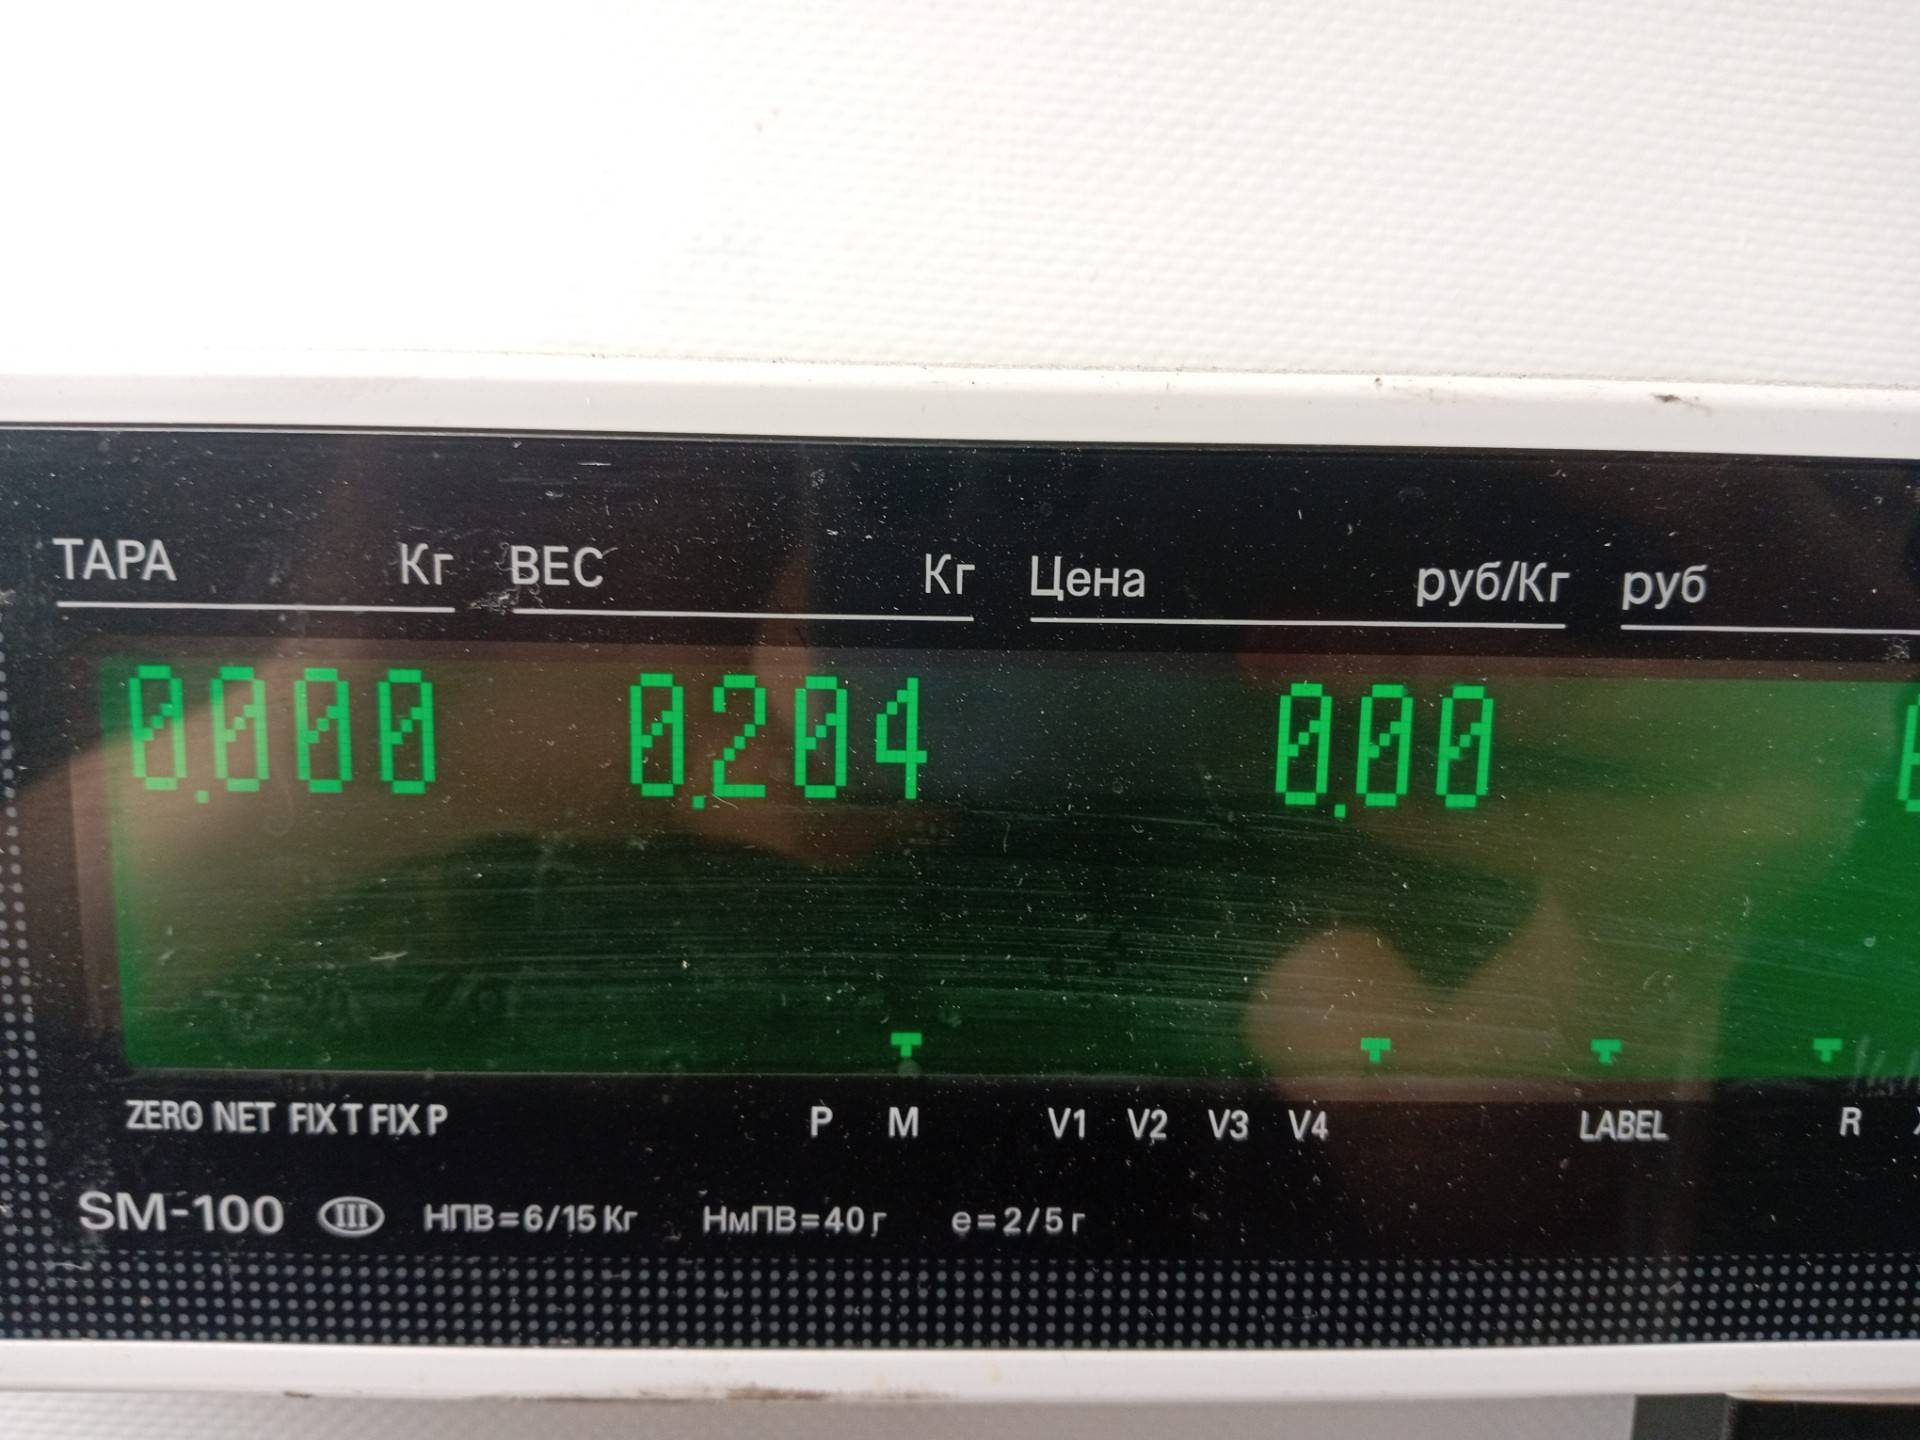 ТАРА Кг ВЕС Кг Цена руб/Кг руб
0.000 0.204 0.00
ZERO NET FIX T FIX P P M V1 V2 V3 V4 LABEL R
SM-100 III НПВ=6/15 Кг НмПВ=40 г e=2/5 г